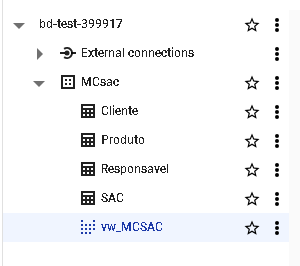 bd-test-399917
External connections
MCsac
Cliente
Produto
Responsavel
SAC
vw_MCSAC